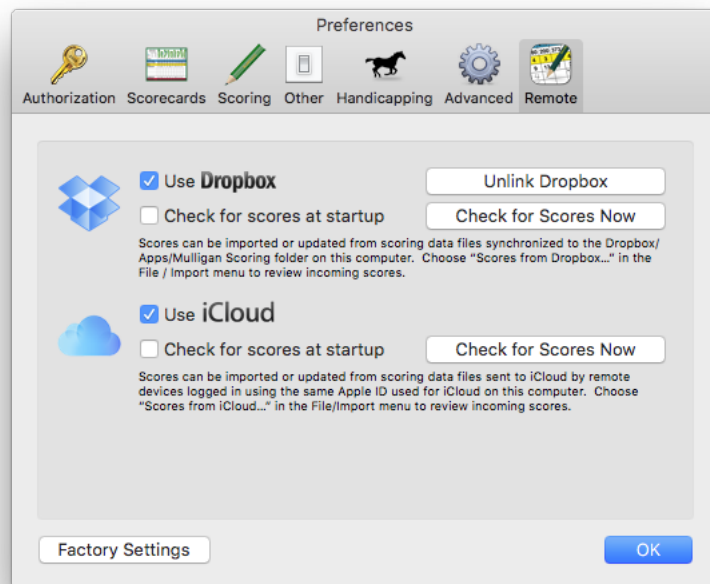 Preferences
Authorization Scorecards Scoring Other Handicapping Advanced Remote
Use Dropbox
Unlink Dropbox
Check for scores at startup
Check for Scores Now
Scores can be imported or updated from scoring data files synchronized to the Dropbox/
Apps/Mulligan Scoring folder on this computer. Choose “Scores from Dropbox...” in the
File / Import menu to review incoming scores.
Use iCloud
Check for scores at startup
Check for Scores Now
Scores can be imported or updated from scoring data files sent to iCloud by remote
devices logged in using the same Apple ID used for iCloud on this computer. Choose
“Scores from iCloud...” in the File/Import menu to review incoming scores.
Factory Settings
OK